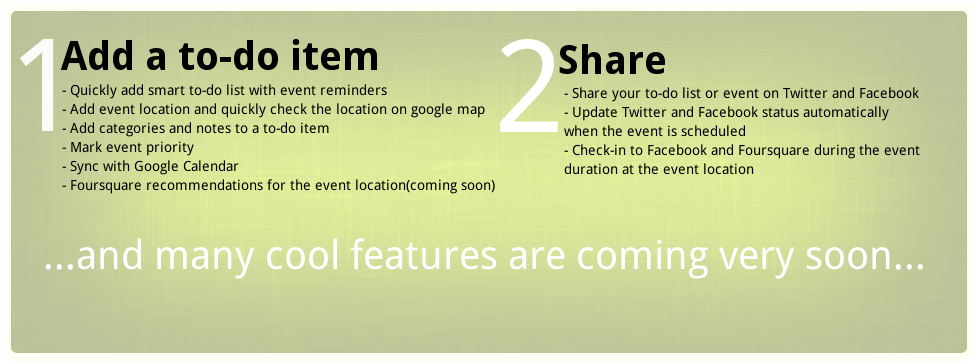 1 Add a to-do item
- Quickly add smart to-do list with event reminders
- Add event location and quickly check the location on google map
- Add categories and notes to a to-do item
- Mark event priority
- Sync with Google Calendar
- Foursquare recommendations for the event location(coming soon)
2 Share
- Share your to-do list or event on Twitter and Facebook
- Update Twitter and Facebook status automatically
when the event is scheduled
- Check-in to Facebook and Foursquare during the event
duration at the event location
...and many cool features are coming very soon...